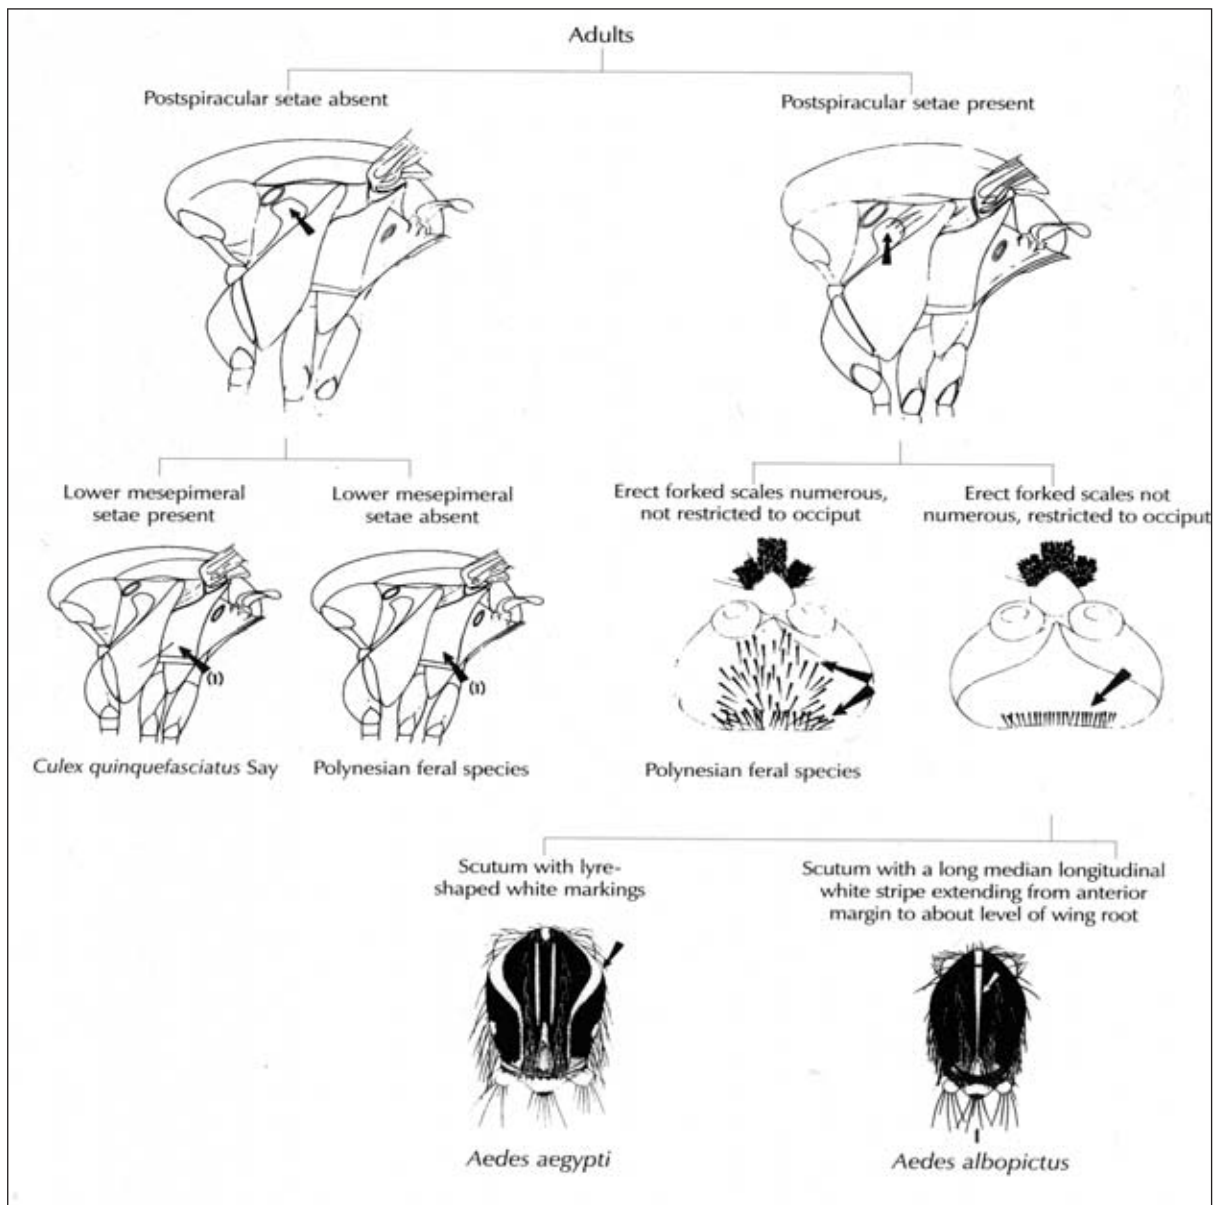 Adults
Postspiracular setae absent
Postspiracular setae present
Lower mesepimeral
setae present
Lower mesepimeral
setae absent
Erect forked scales numerous,
not restricted to occiput
Erect forked scales not
numerous, restricted to occiput
(1)
(1)
Culex quinquefasciatus Say
Polynesian feral species
Polynesian feral species
Scutum with lyre-
shaped white markings
Scutum with a long median longitudinal
white stripe extending from anterior
margin to about level of wing root
Aedes aegypti
Aedes albopictus